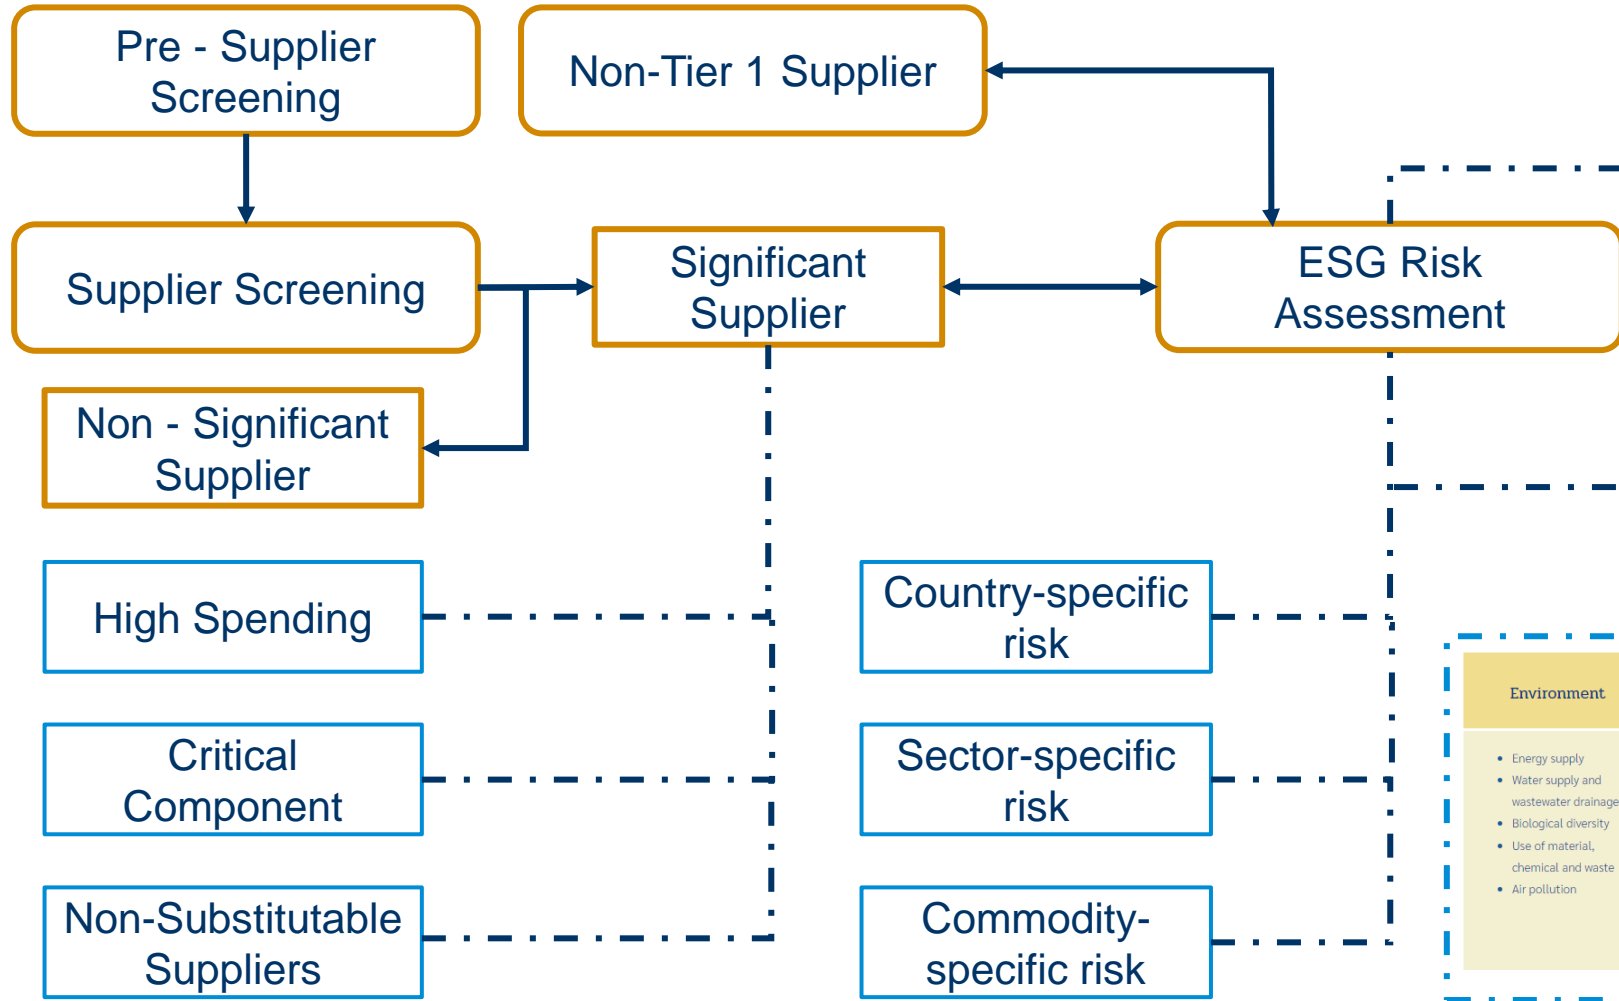 Pre - Supplier
Screening
Non-Tier 1 Supplier
Supplier Screening
Significant
Supplier
ESG Risk
Assessment
Non - Significant
Supplier
High Spending
Country-specific
risk
Critical
Component
Sector-specific
risk
Non-Substitutable
Suppliers
Commodity-
specific risk
Environment
• Energy supply
• Water supply and
wastewater drainage
• Biological diversity
• Use of material,
chemical and waste
• Air pollution